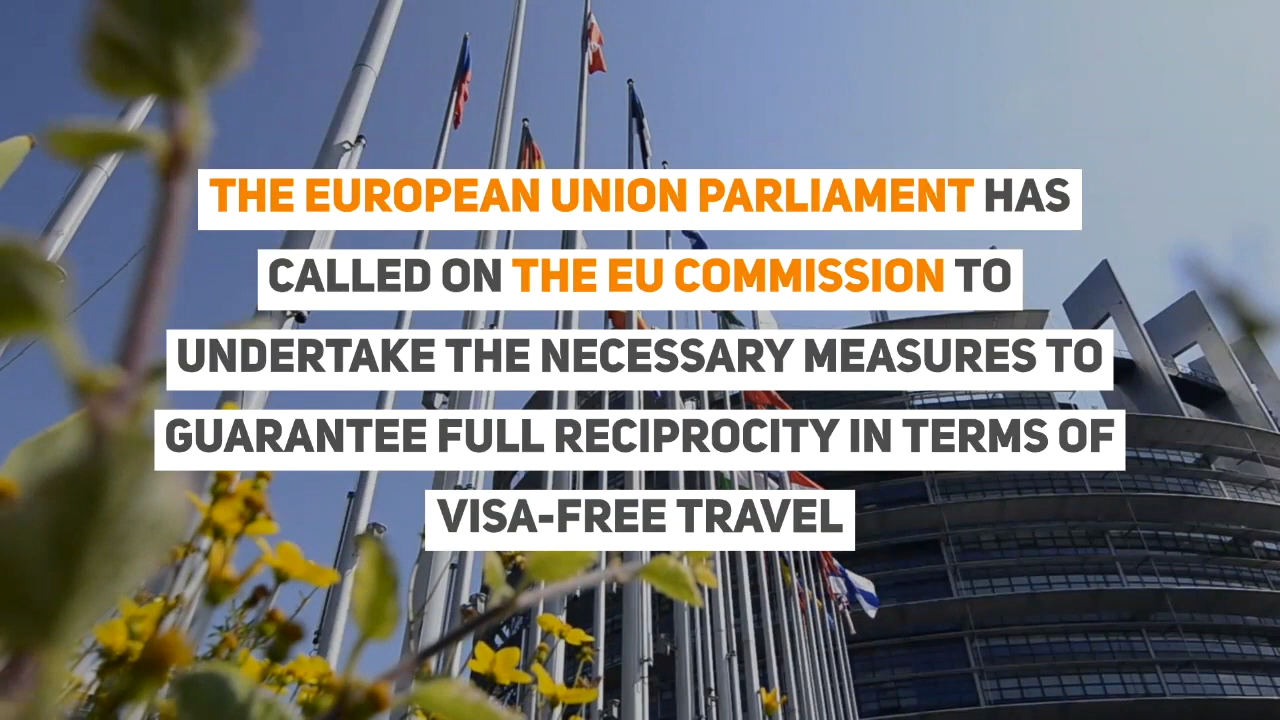 THE EUROPEAN UNION PARLIAMENT HAS
CALLED ON THE EU COMMISSION TO
UNDERTAKE THE NECESSARY MEASURES TO
GUARANTEE FULL RECIPROCITY IN TERMS OF
VISA-FREE TRAVEL